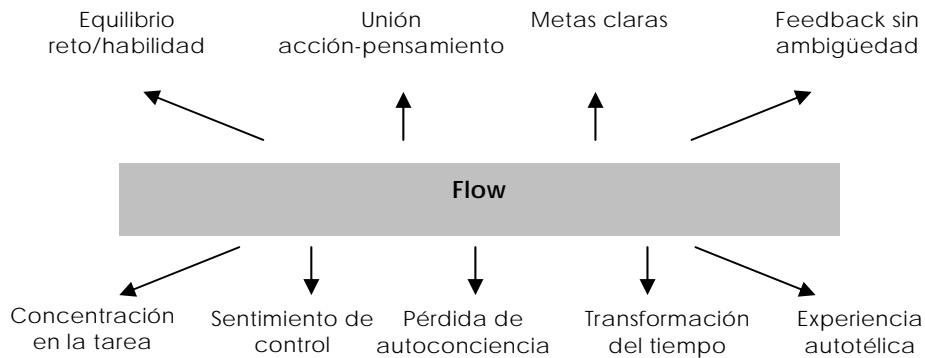 Equilibrio
reto/habilidad
Unión
acción-pensamiento
Metas claras
Feedback sin
ambigüedad
Flow
Concentración
en la tarea
Sentimiento de
control
Pérdida de
autoconciencia
Transformación
del tiempo
Experiencia
autotélica